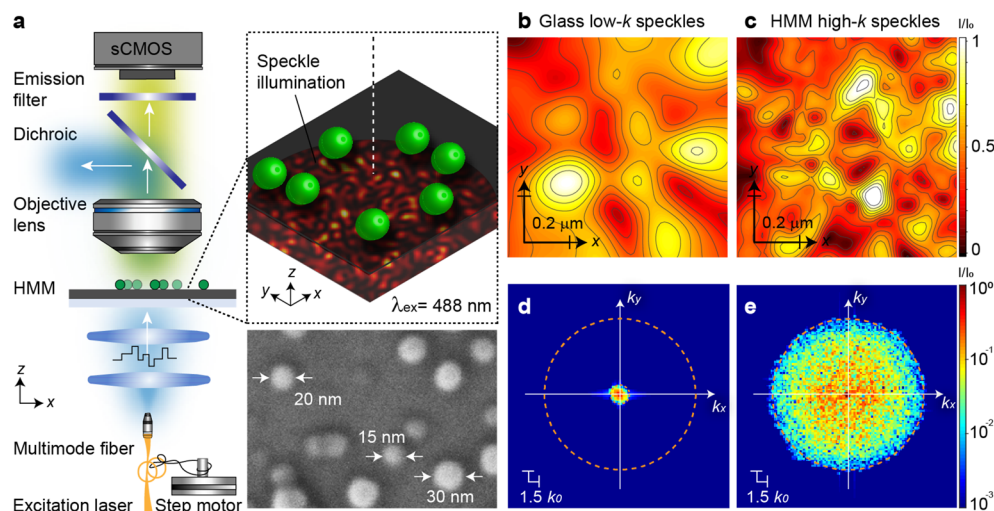 a
sCMOS
Emission
filter
Dichroic
Objective
lens
HMM
z
x
Multimode fiber
Excitation laser
Step motor
Speckle
illumination
z
y
x
λex= 488 nm
20 nm
15 nm
30 nm
b Glass low-k speckles
y
0.2 μm
x
c HMM high-k speckles
y
0.2 μm
x
I/I₀
1
0.5
0
d
ky
kx
1.5 k₀
e
ky
kx
1.5 k₀
I/I₀
10⁰
10⁻¹
10⁻²
10⁻³